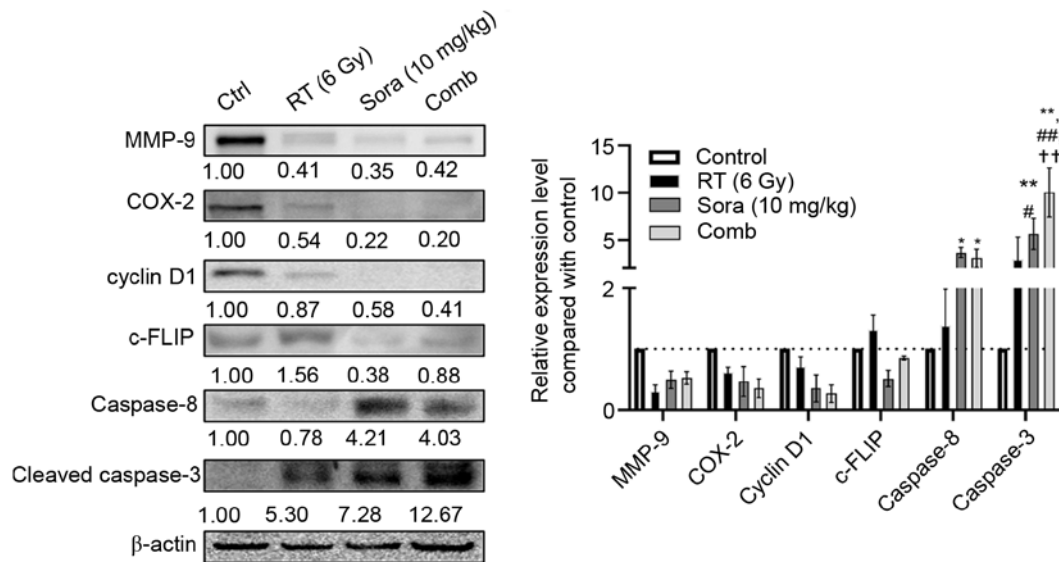 Ctrl RT (6 Gy) Sora (10 mg/kg) Comb
MMP-9
1.00 0.41 0.35 0.42
COX-2
1.00 0.54 0.22 0.20
cyclin D1
1.00 0.87 0.58 0.41
c-FLIP
1.00 1.56 0.38 0.88
Caspase-8
1.00 0.78 4.21 4.03
Cleaved caspase-3
1.00 5.30 7.28 12.67
β-actin
Relative expression level
compared with control
15
10
5
2
0
Control
RT (6 Gy)
Sora (10 mg/kg)
Comb
* *
**
#
**,
##,
††
MMP-9 COX-2 Cyclin D1 c-FLIP Caspase-8 Caspase-3